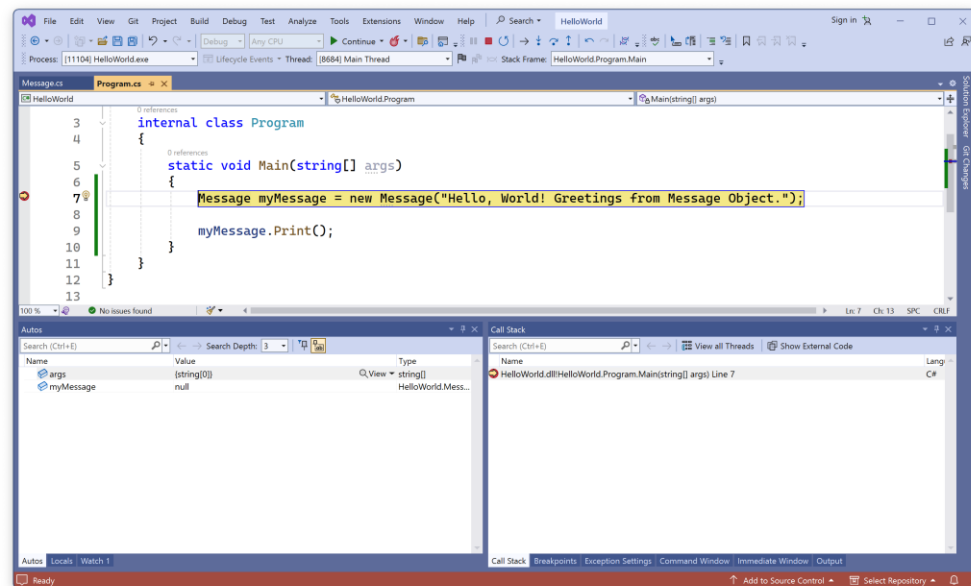 File Edit View Git Project Build Debug Test Analyze Tools Extensions Window Help Search HelloWorld Sign in
Debug Any CPU Continue
Process: [11104] HelloWorld.exe Lifecycle Events Thread: [8684] Main Thread Stack Frame: HelloWorld.Program.Main
Message.cs Program.cs
HelloWorld HelloWorld.Program Main(string[] args)
0 references
3 internal class Program
4 {
0 references
5 static void Main(string[] args)
6 {
7 Message myMessage = new Message("Hello, World! Greetings from Message Object.");
8
9 myMessage.Print();
10 }
11 }
12 }
13
Solution Explorer
Git Changes
100 % No issues found Ln: 7 Ch: 13 SPC CRLF
Autos
Search (Ctrl+E) Search Depth: 3
Name Value Type
args {string[0]} View string[]
myMessage null HelloWorld.Mess...
Autos Locals Watch 1
Call Stack
Search (Ctrl+E) View all Threads Show External Code
Name Lang
HelloWorld.dll!HelloWorld.Program.Main(string[] args) Line 7 C#
Call Stack Breakpoints Exception Settings Command Window Immediate Window Output
Ready Add to Source Control Select Repository